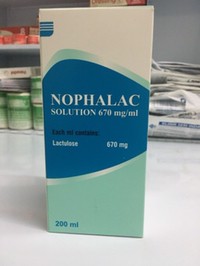 NOPHALAC
SOLUTION 670 mg/ml
Each ml contains:
Lactulose 670 mg
200 ml